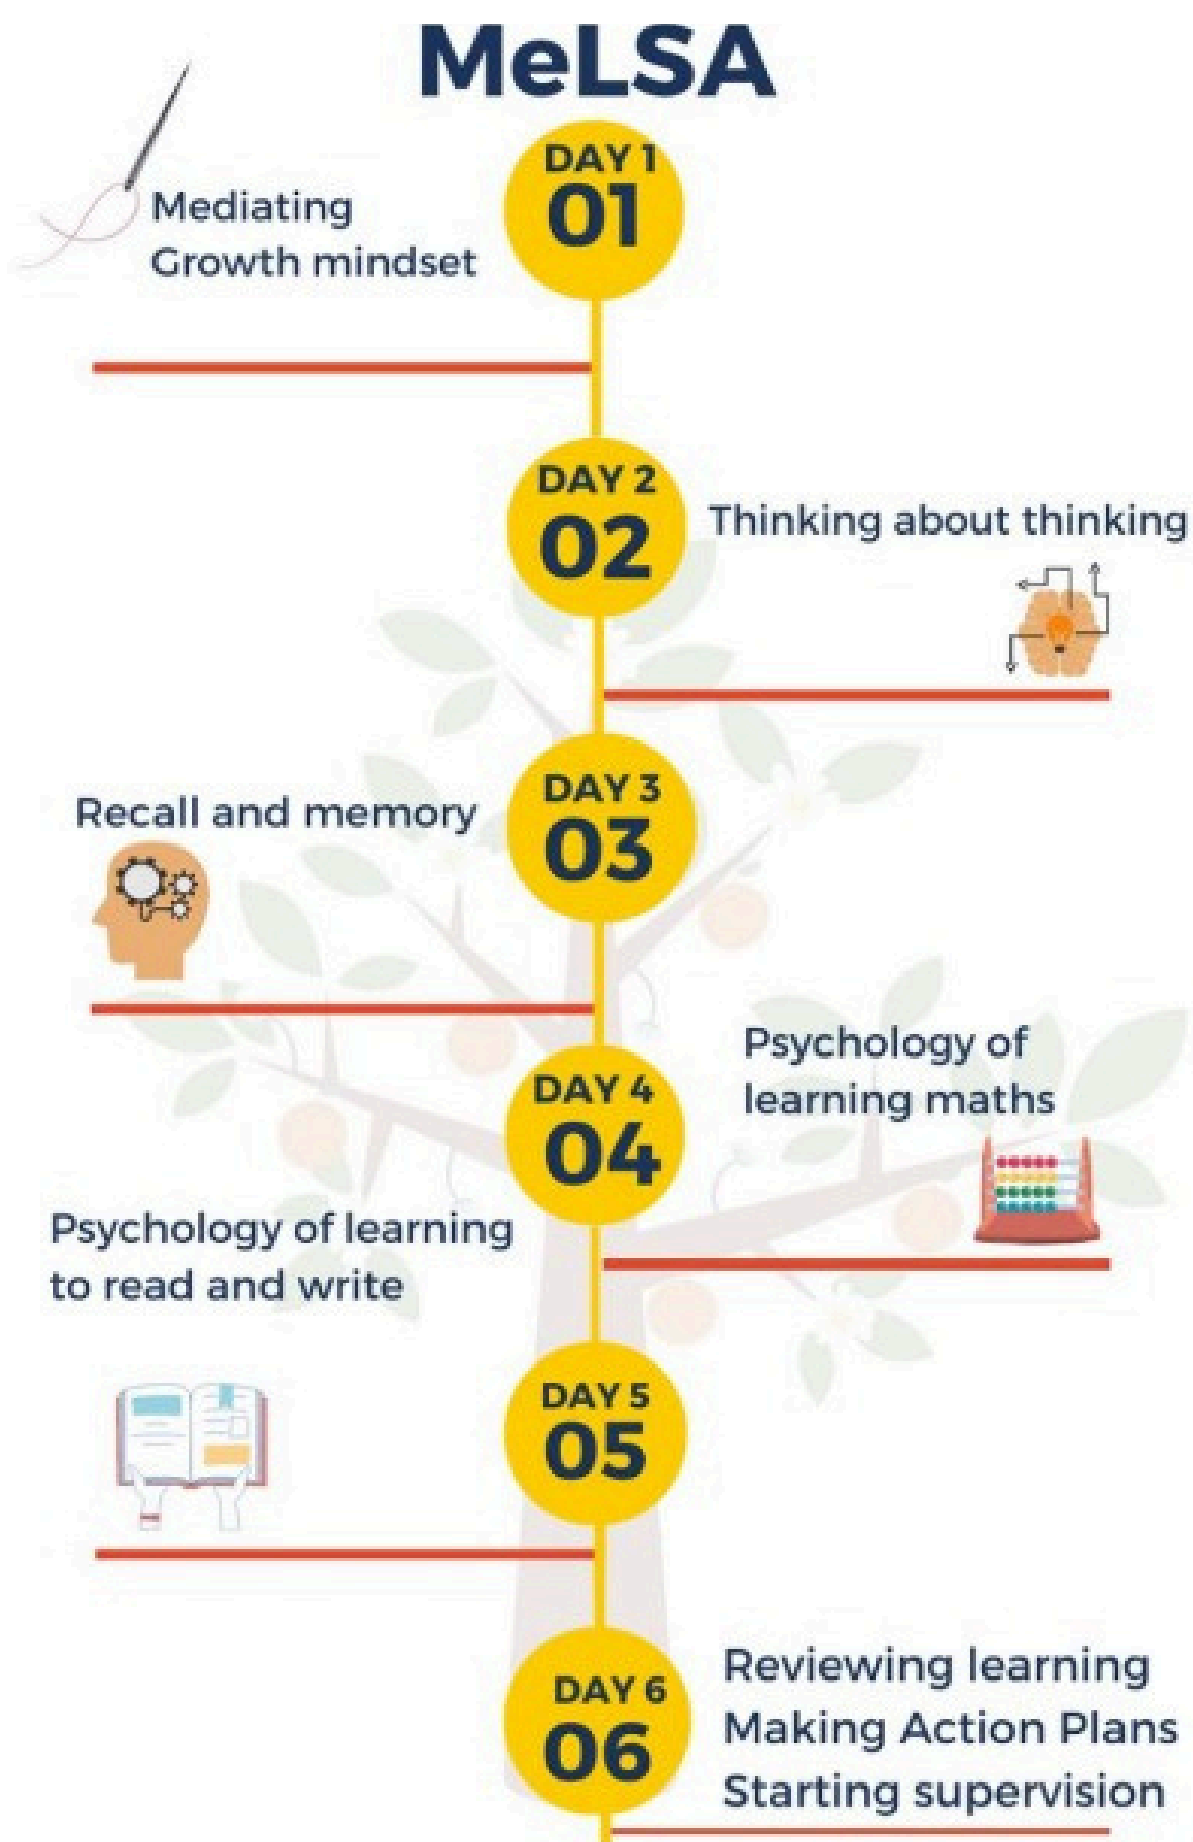 MeLSA
DAY 1
01
Mediating
Growth mindset
DAY 2
02
Thinking about thinking
DAY 3
03
Recall and memory
DAY 4
04
Psychology of
learning maths
Psychology of learning
to read and write
DAY 5
05
DAY 6
06
Reviewing learning
Making Action Plans
Starting supervision